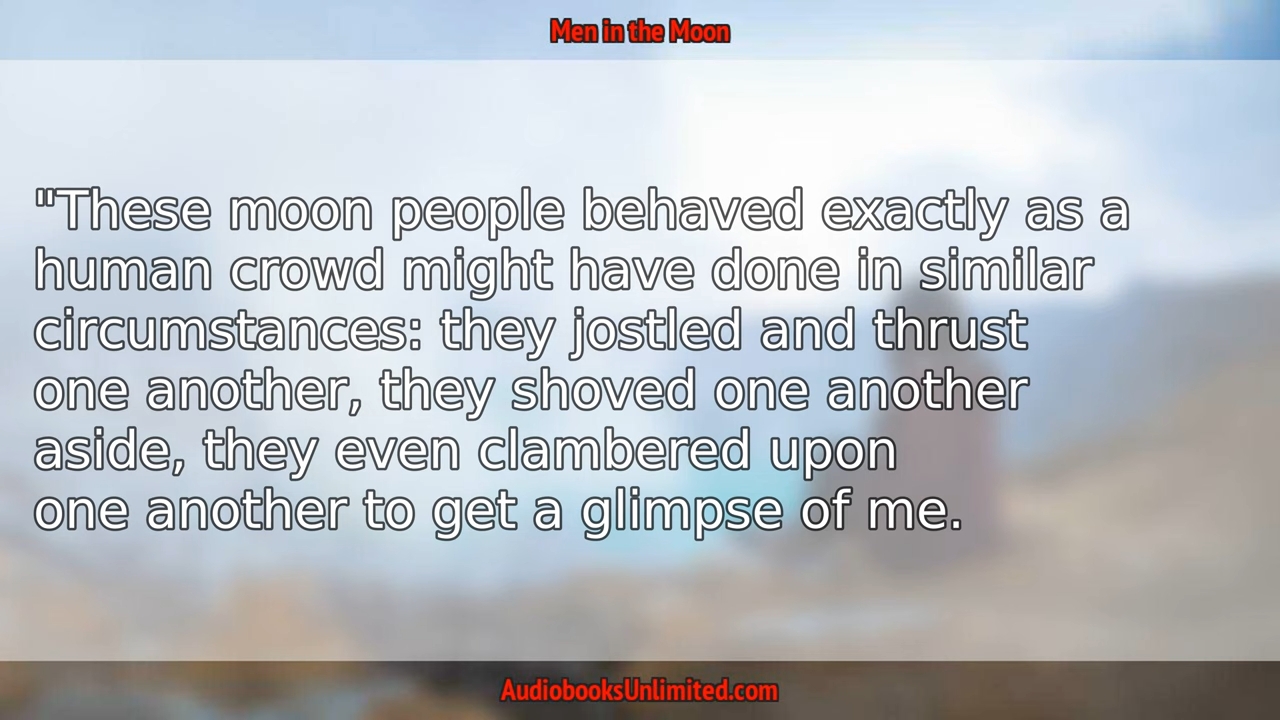 Men in the Moon
"These moon people behaved exactly as a
human crowd might have done in similar
circumstances: they jostled and thrust
one another, they shoved one another
aside, they even clambered upon
one another to get a glimpse of me.
AudiobooksUnlimited.com